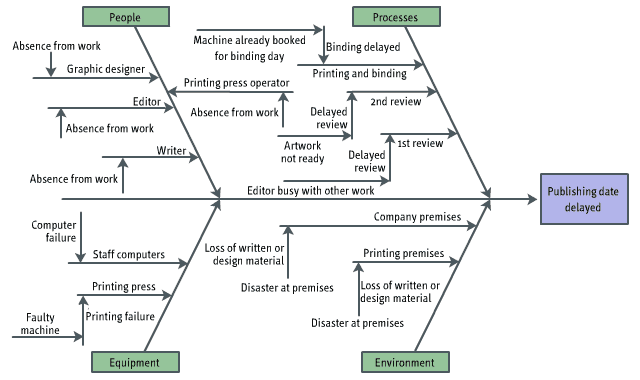 People
Processes
Absence from work
Graphic designer
Machine already booked
for binding day
Binding delayed
Printing and binding
Printing press operator
Editor
Absence from work
Absence from work
2nd review
Delayed
review
Artwork
not ready
1st review
Delayed
review
Writer
Absence from work
Editor busy with other work
Publishing date
delayed
Computer
failure
Staff computers
Company premises
Loss of written or
design material
Disaster at premises
Printing premises
Loss of written or
design material
Disaster at premises
Printing press
Printing failure
Faulty
machine
Equipment
Environment